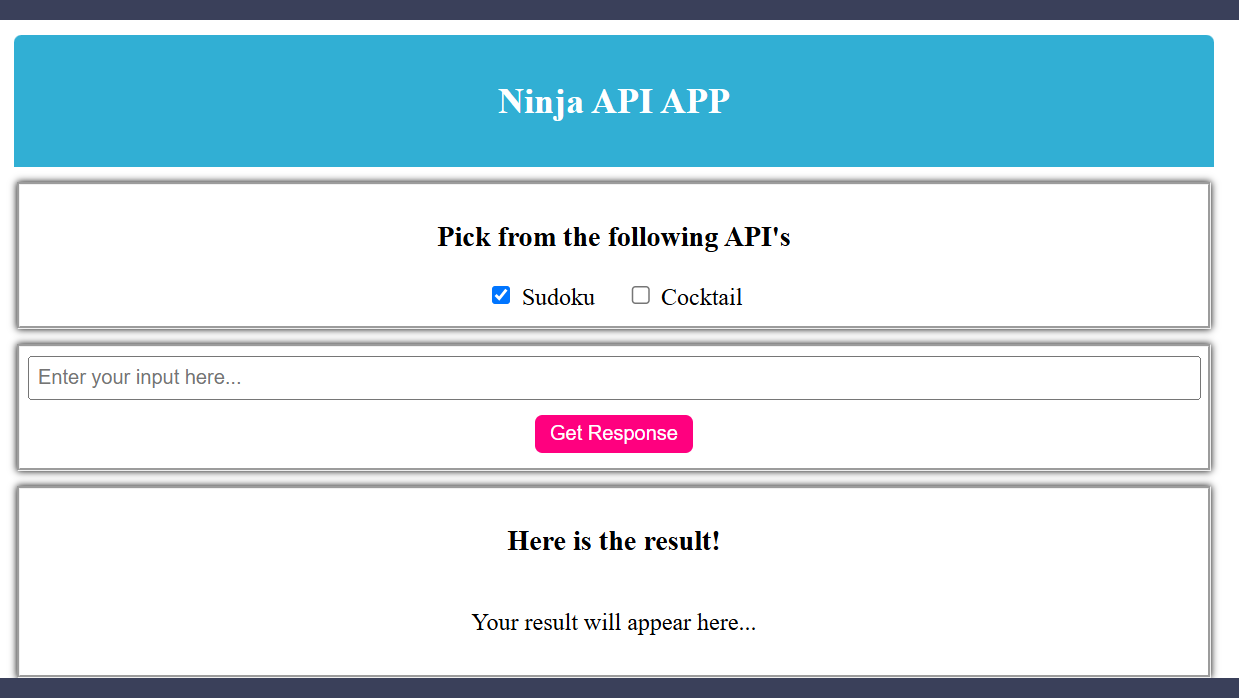 Ninja API APP
Pick from the following API's
Sudoku Cocktail
Enter your input here...
Get Response
Here is the result!
Your result will appear here...